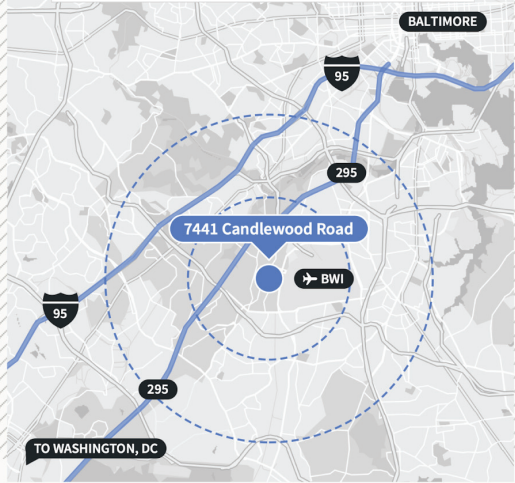 BALTIMORE
95
295
7441 Candlewood Road
BWI
95
295
TO WASHINGTON, DC